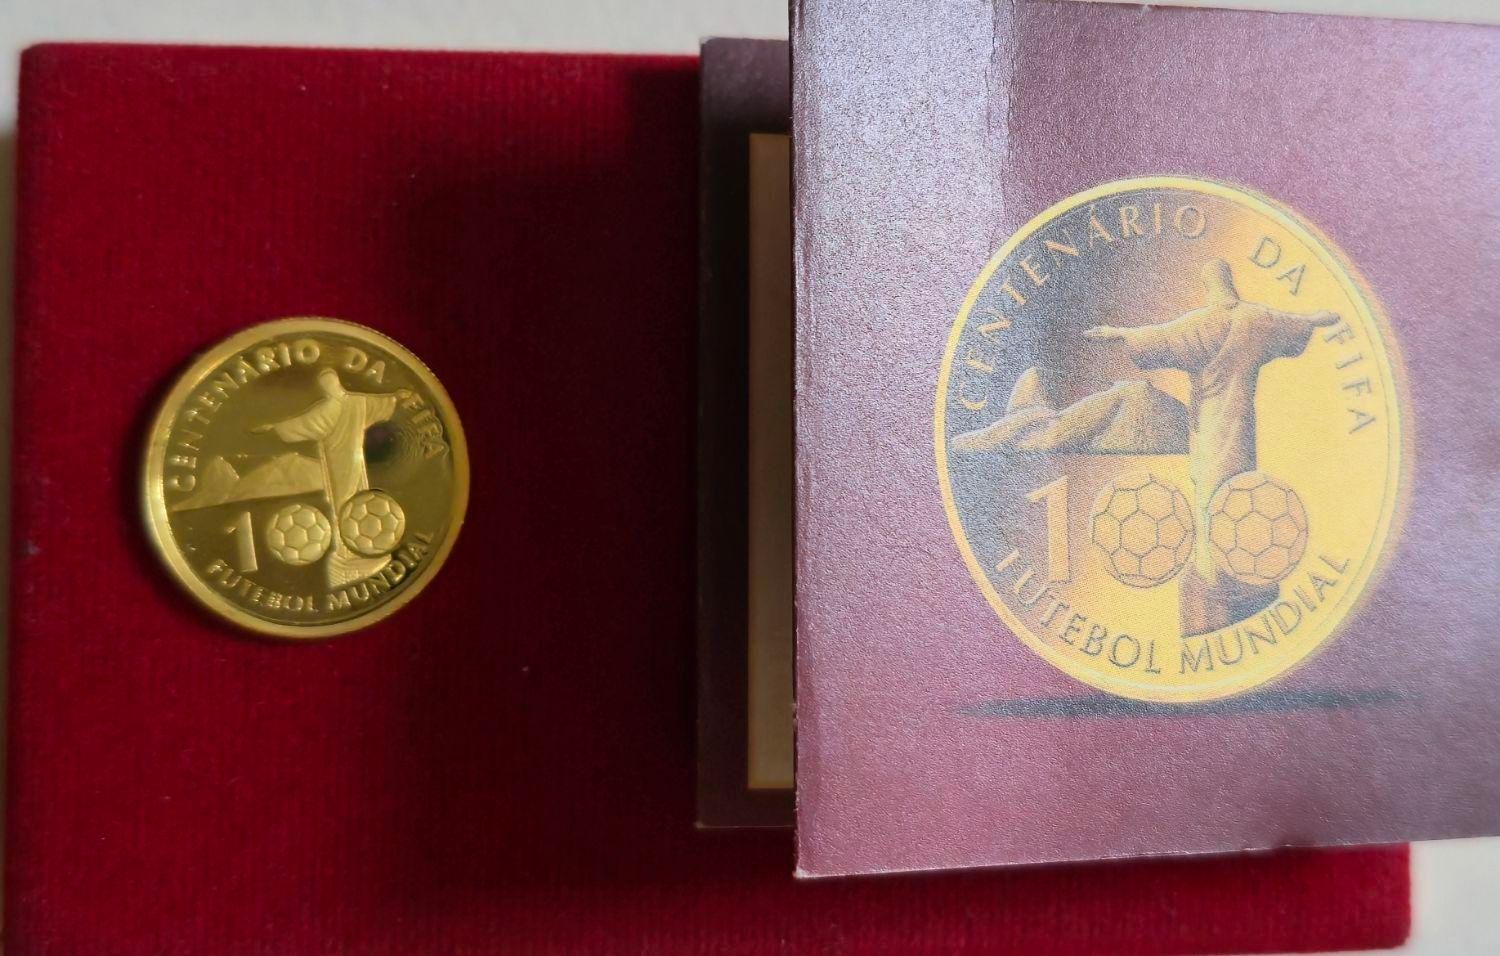 CENTENÁRIO DA FIFA
100
FUTEBOL MUNDIAL
CENTENÁRIO DA FIFA
100
FUTEBOL MUNDIAL